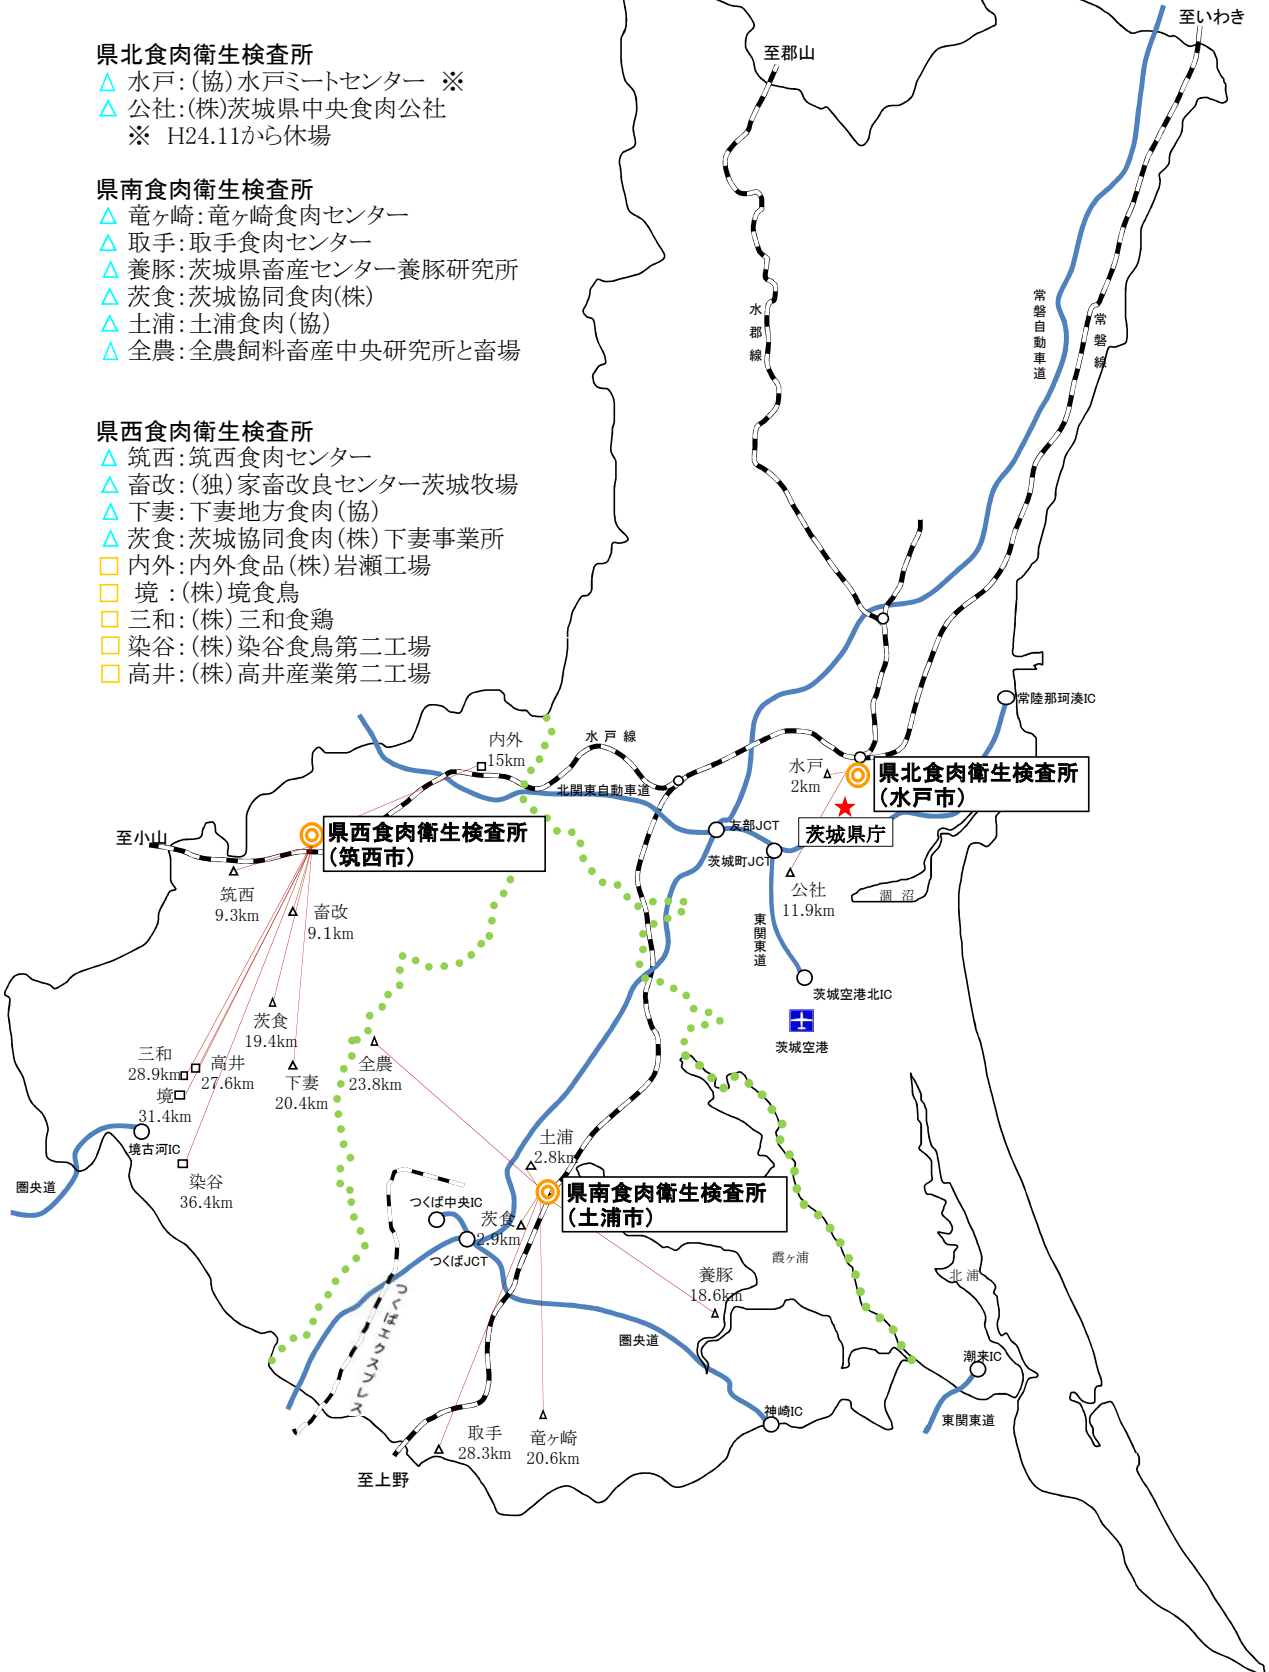 県北食肉衛生検査所
△ 水戸：(協)水戸ミートセンター ※
△ 公社：(株)茨城県中央食肉公社
※ H24.11から休場
県南食肉衛生検査所
△ 竜ヶ崎：竜ヶ崎食肉センター
△ 取手：取手食肉センター
△ 養豚：茨城県畜産センター養豚研究所
△ 茨食：茨城協同食肉(株)
△ 土浦：土浦食肉(協)
△ 全農：全農飼料畜産中央研究所と畜場
県西食肉衛生検査所
△ 筑西：筑西食肉センター
△ 畜改：(独)家畜改良センター茨城牧場
△ 下妻：下妻地方食肉(協)
△ 茨食：茨城協同食肉(株)下妻事業所
□ 内外：内外食品(株)岩瀬工場
□ 境：(株)境食鳥
□ 三和：(株)三和食鶏
□ 染谷：(株)染谷食鳥第二工場
□ 高井：(株)高井産業第二工場
至いわき
至郡山
水郡線
常磐自動車道
常磐線
常陸那珂湊IC
水戸線
内外
15km
北関東自動車道
水戸
2km
県北食肉衛生検査所
(水戸市)
茨城県庁
友部JCT
茨城町JCT
県西食肉衛生検査所
(筑西市)
至小山
筑西
9.3km
畜改
9.1km
公社
11.9km
涸沼
東関東道
茨城空港北IC
茨城空港
茨食
19.4km
三和
28.9km
高井
27.6km
境
31.4km
下妻
20.4km
全農
23.8km
境古河IC
圏央道
染谷
36.4km
土浦
2.8km
県南食肉衛生検査所
(土浦市)
つくば中央IC
茨食
2.9km
つくばJCT
霞ヶ浦
北浦
養豚
18.6km
つくばエクスプレス
圏央道
潮来IC
神崎IC
東関東道
取手
28.3km
竜ヶ崎
20.6km
至上野